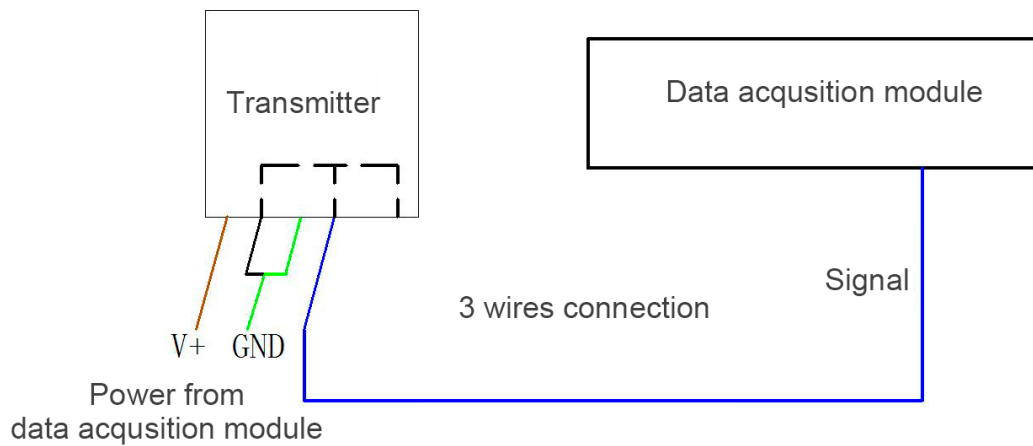 Transmitter
Data acqusition module
Signal
3 wires connection
V+ GND
Power from
data acqusition module